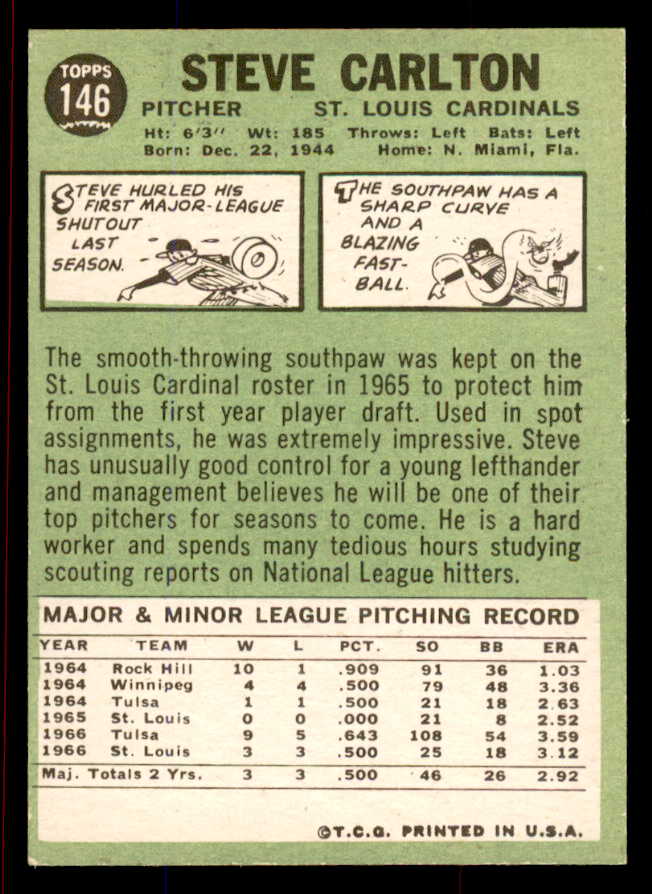 TOPPS
146
STEVE CARLTON
PITCHER ST. LOUIS CARDINALS
Ht: 6'3" Wt: 185 Throws: Left Bats: Left
Born: Dec. 22, 1944 Home: N. Miami, Fla.
STEVE HURLED HIS
FIRST MAJOR-LEAGUE
SHUTOUT
LAST
SEASON.
THE SOUTHPAW HAS A
SHARP CURVE
AND A
BLAZING
FAST-
BALL.
The smooth-throwing southpaw was kept on the
St. Louis Cardinal roster in 1965 to protect him
from the first year player draft. Used in spot
assignments, he was extremely impressive. Steve
has unusually good control for a young lefthander
and management believes he will be one of their
top pitchers for seasons to come. He is a hard
worker and spends many tedious hours studying
scouting reports on National League hitters.
MAJOR & MINOR LEAGUE PITCHING RECORD
YEAR TEAM W L PCT. SO BB ERA
1964 Rock Hill 10 1 .909 91 36 1.03
1964 Winnipeg 4 4 .500 79 48 3.36
1964 Tulsa 1 1 .500 21 18 2.63
1965 St. Louis 0 0 .000 21 8 2.52
1966 Tulsa 9 5 .643 108 54 3.59
1966 St. Louis 3 3 .500 25 18 3.12
Maj. Totals 2 Yrs. 3 3 .500 46 26 2.92
©T.C.G. PRINTED IN U.S.A.